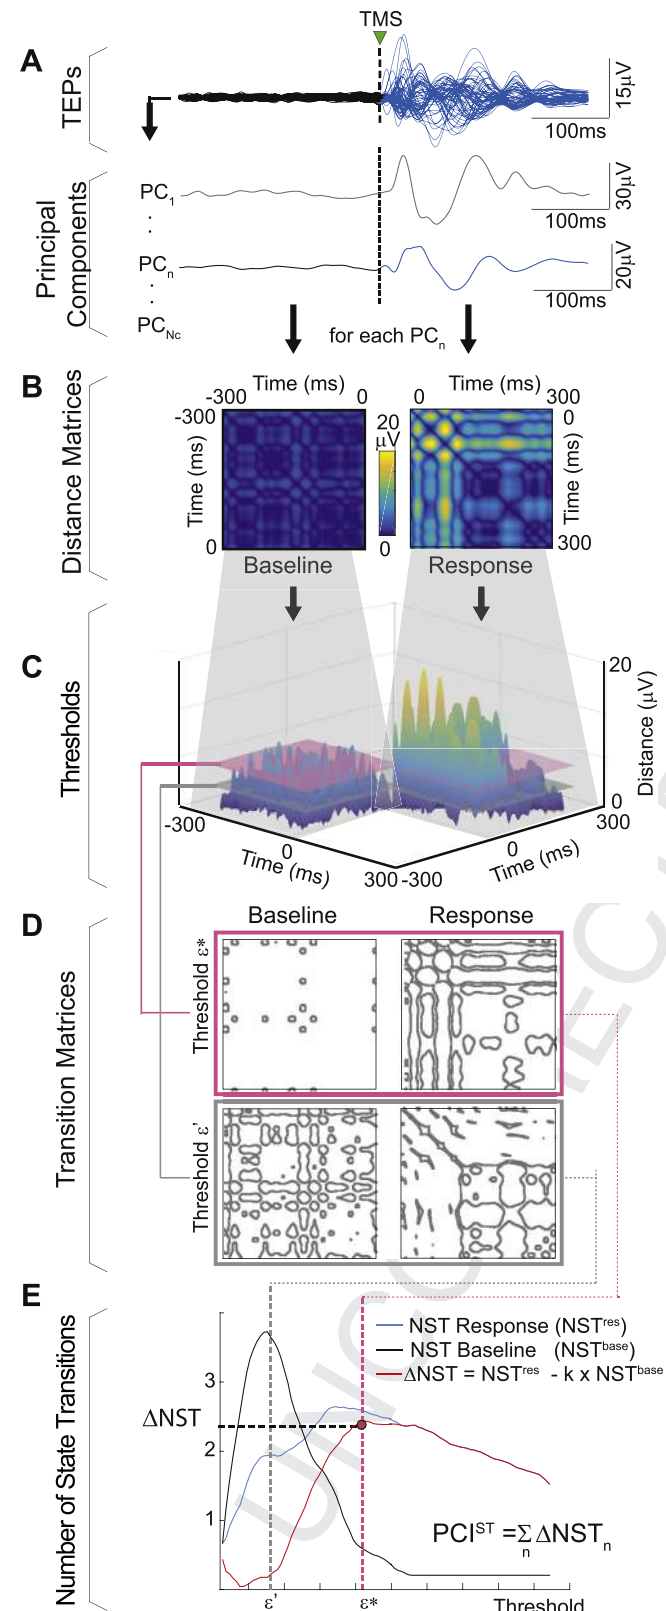 TMS
A
TEPs
15μV
100ms
Principal
Components
PC1
30μV
100ms
PCn
20μV
100ms
PCNc
for each PCn
B
Distance Matrices
Time (ms)
-300 0
-300
Time (ms)
0
20
μV
0
Time (ms)
0 300
0
Time (ms)
300
Baseline
Response
C
Thresholds
20
Distance (μV)
0
-300
0
Time (ms)
300
-300
0
Time (ms)
300
D
Transition Matrices
Baseline Response
Threshold ε*
Threshold ε'
E
Number of State Transitions
NST Response (NSTres)
NST Baseline (NSTbase)
ΔNST = NSTres - k x NSTbase
3
ΔNST
2
1
PCIST = Σn ΔNSTn
ε' ε* Threshold